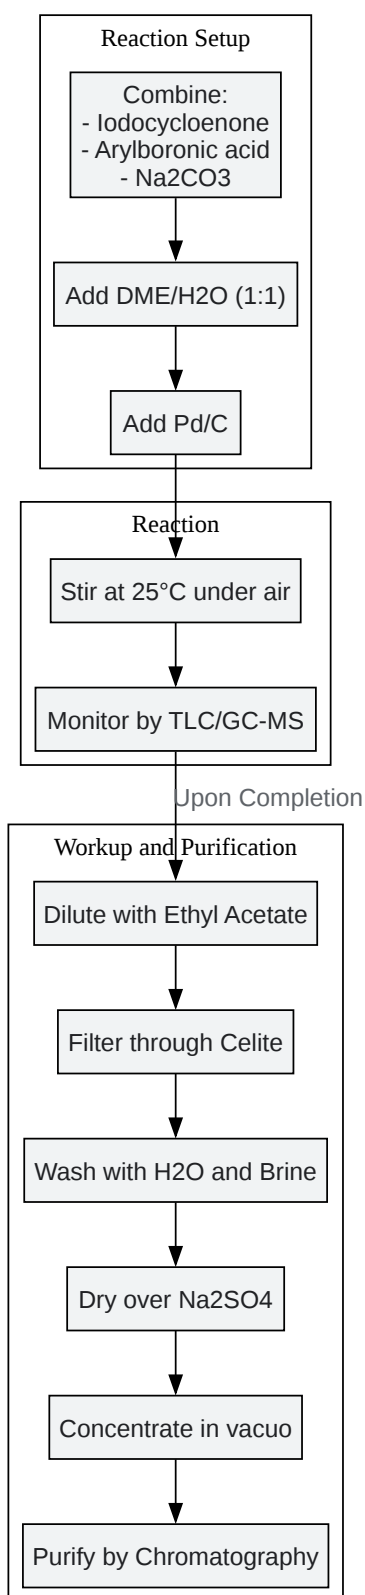 Reaction Setup
Combine:
- Iodocycloenone
- Arylboronic acid
- Na2CO3
Add DME/H2O (1:1)
Add Pd/C
Reaction
Stir at 25°C under air
Monitor by TLC/GC-MS
Upon Completion
Workup and Purification
Dilute with Ethyl Acetate
Filter through Celite
Wash with H2O and Brine
Dry over Na2SO4
Concentrate in vacuo
Purify by Chromatography